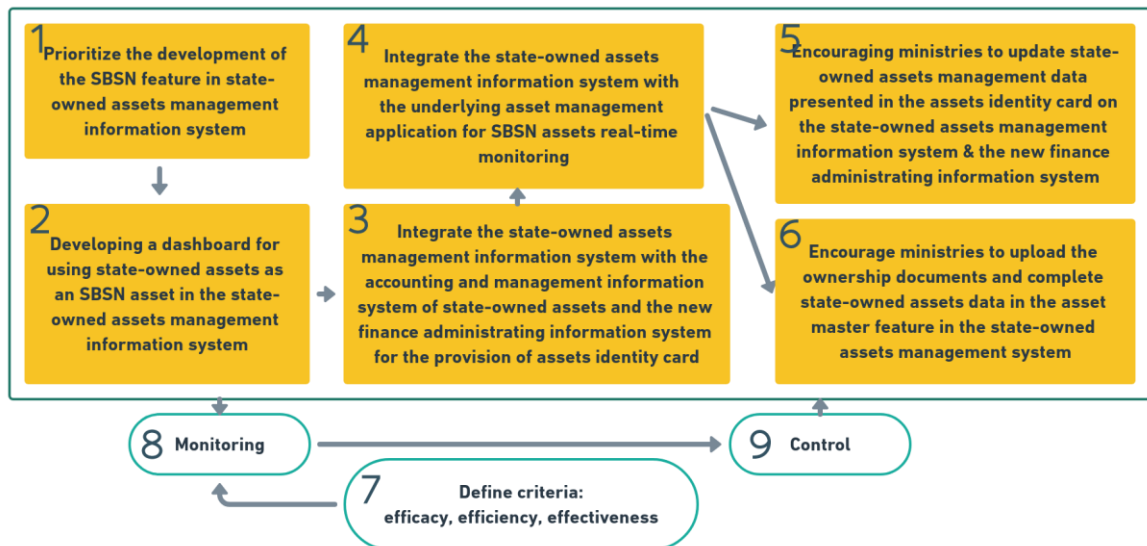 1
Prioritize the development of
the SBSN feature in state-
owned assets management
information system
2
Developing a dashboard for
using state-owned assets as
an SBSN asset in the state-
owned assets management
information system
3
Integrate the state-owned assets
management information system with the
accounting and management information
system of state-owned assets and the new
finance administrating information system
for the provision of assets identity card
4
Integrate the state-owned assets
management information system with
the underlying asset management
application for SBSN assets real-time
monitoring
5
Encouraging ministries to update state-
owned assets management data
presented in the assets identity card on
the state-owned assets management
information system & the new finance
administrating information system
6
Encourage ministries to upload the
ownership documents and complete
state-owned assets data in the asset
master feature in the state-owned
assets management system
7
Define criteria:
efficacy, efficiency, effectiveness
8
Monitoring
9
Control